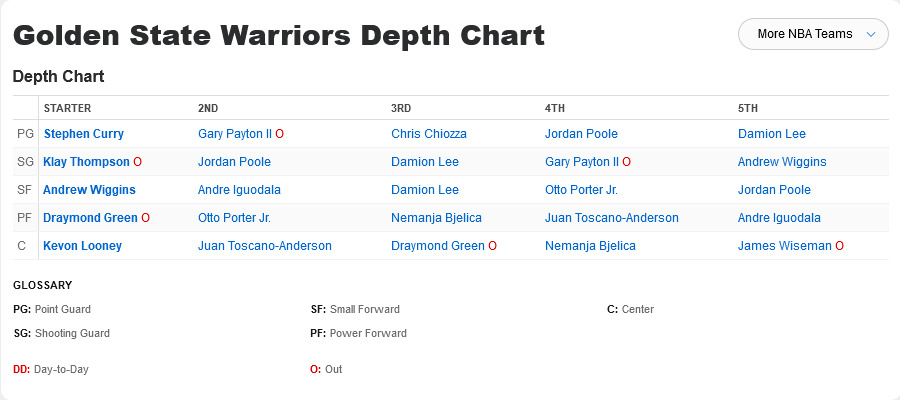 Golden State Warriors Depth Chart
More NBA Teams
Depth Chart
STARTER 2ND 3RD 4TH 5TH
PG Stephen Curry Gary Payton II O Chris Chiozza Jordan Poole Damion Lee
SG Klay Thompson O Jordan Poole Damion Lee Gary Payton II O Andrew Wiggins
SF Andrew Wiggins Andre Iguodala Damion Lee Otto Porter Jr. Jordan Poole
PF Draymond Green O Otto Porter Jr. Nemanja Bjelica Juan Toscano-Anderson Andre Iguodala
C Kevon Looney Juan Toscano-Anderson Draymond Green O Nemanja Bjelica James Wiseman O
GLOSSARY
PG: Point Guard SF: Small Forward C: Center
SG: Shooting Guard PF: Power Forward
DD: Day-to-Day O: Out